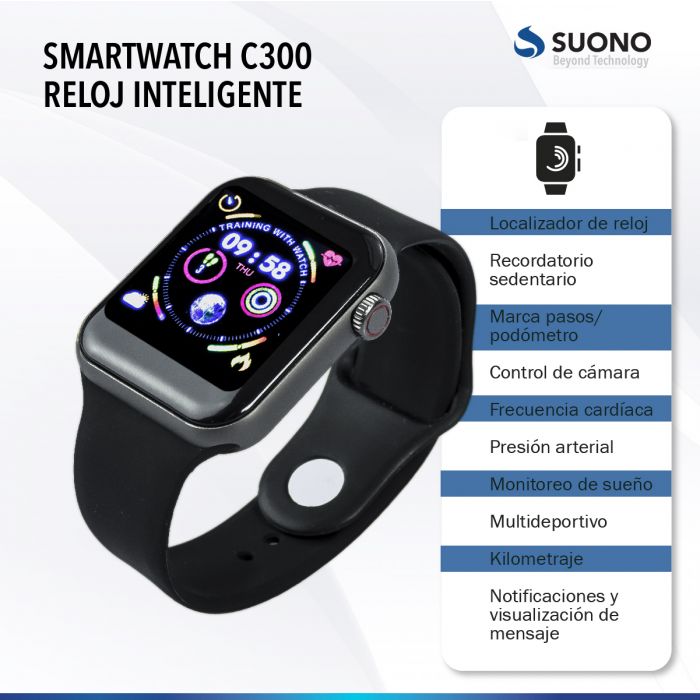 SMARTWATCH C300
RELOJ INTELIGENTE
SUONO
Beyond Technology
TRAINING WITH WATCH
09:58
THU
Localizador de reloj
Recordatorio
sedentario
Marca pasos/
podómetro
Control de cámara
Frecuencia cardíaca
Presión arterial
Monitoreo de sueño
Multideportivo
Kilometraje
Notificaciones y
visualización de
mensaje